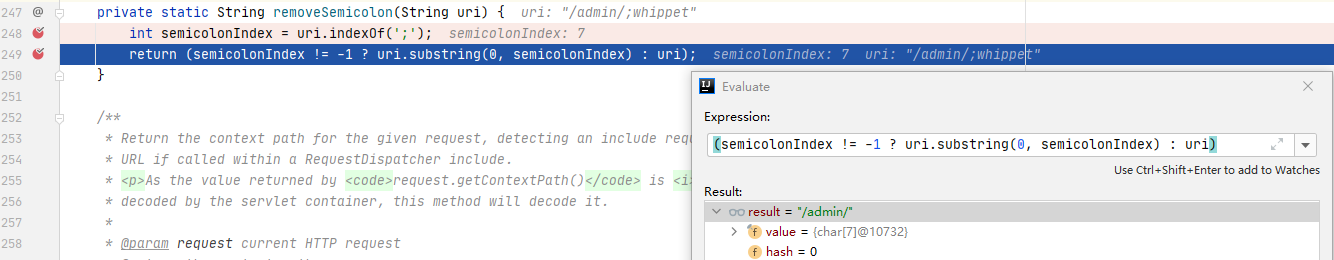 247 @ private static String removeSemicolon(String uri) { uri: "/admin/;whippet"
248 int semicolonIndex = uri.indexOf(';'); semicolonIndex: 7
249 return (semicolonIndex != -1 ? uri.substring(0, semicolonIndex) : uri); semicolonIndex: 7 uri: "/admin/;whippet"
250 }
251
252 /**
253 * Return the context path for the given request, detecting an include requ
254 * URL if called within a RequestDispatcher include.
255 * <p>As the value returned by <code>request.getContextPath()</code> is <i>
256 * decoded by the servlet container, this method will decode it.
257 *
258 * @param request current HTTP request
IJ Evaluate
Expression:
(semicolonIndex != -1 ? uri.substring(0, semicolonIndex) : uri)
Use Ctrl+Shift+Enter to add to Watches
Result:
result = "/admin/"
f value = {char[7]@10732}
f hash = 0